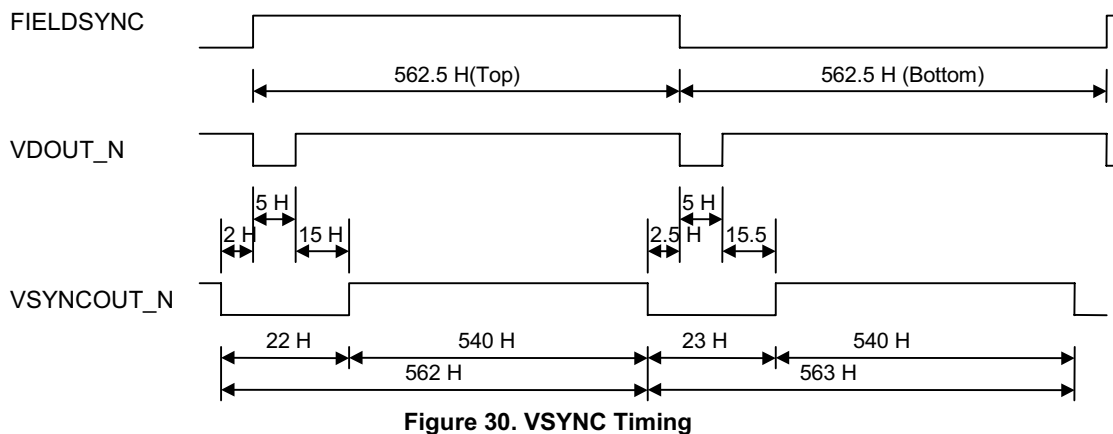 FIELDSYNC
562.5 H(Top)
562.5 H (Bottom)
VDOUT_N
5 H
5 H
2 H
15 H
2.5 H
15.5
VSYNCOUT_N
22 H
540 H
23 H
540 H
562 H
563 H
Figure 30. VSYNC Timing